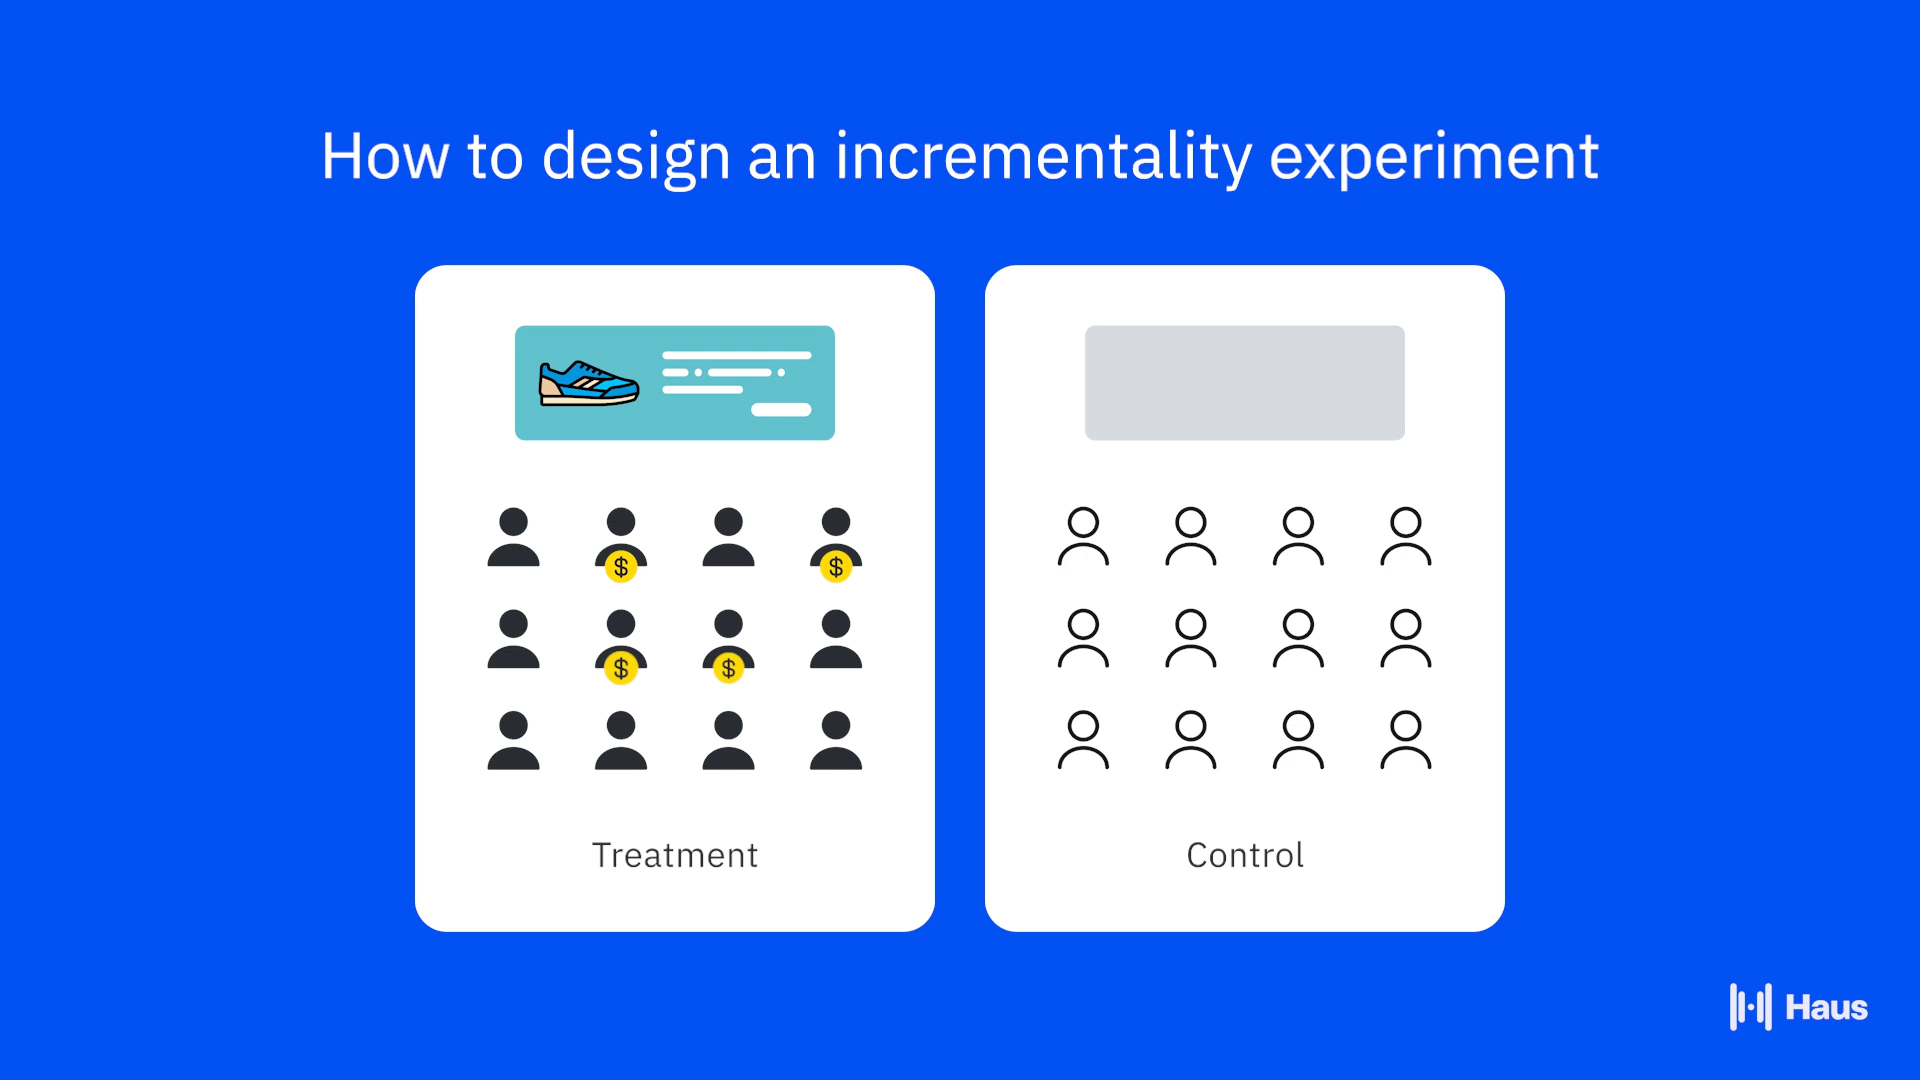 How to design an incrementality experiment
$
$
$
$
Treatment
Control
Haus